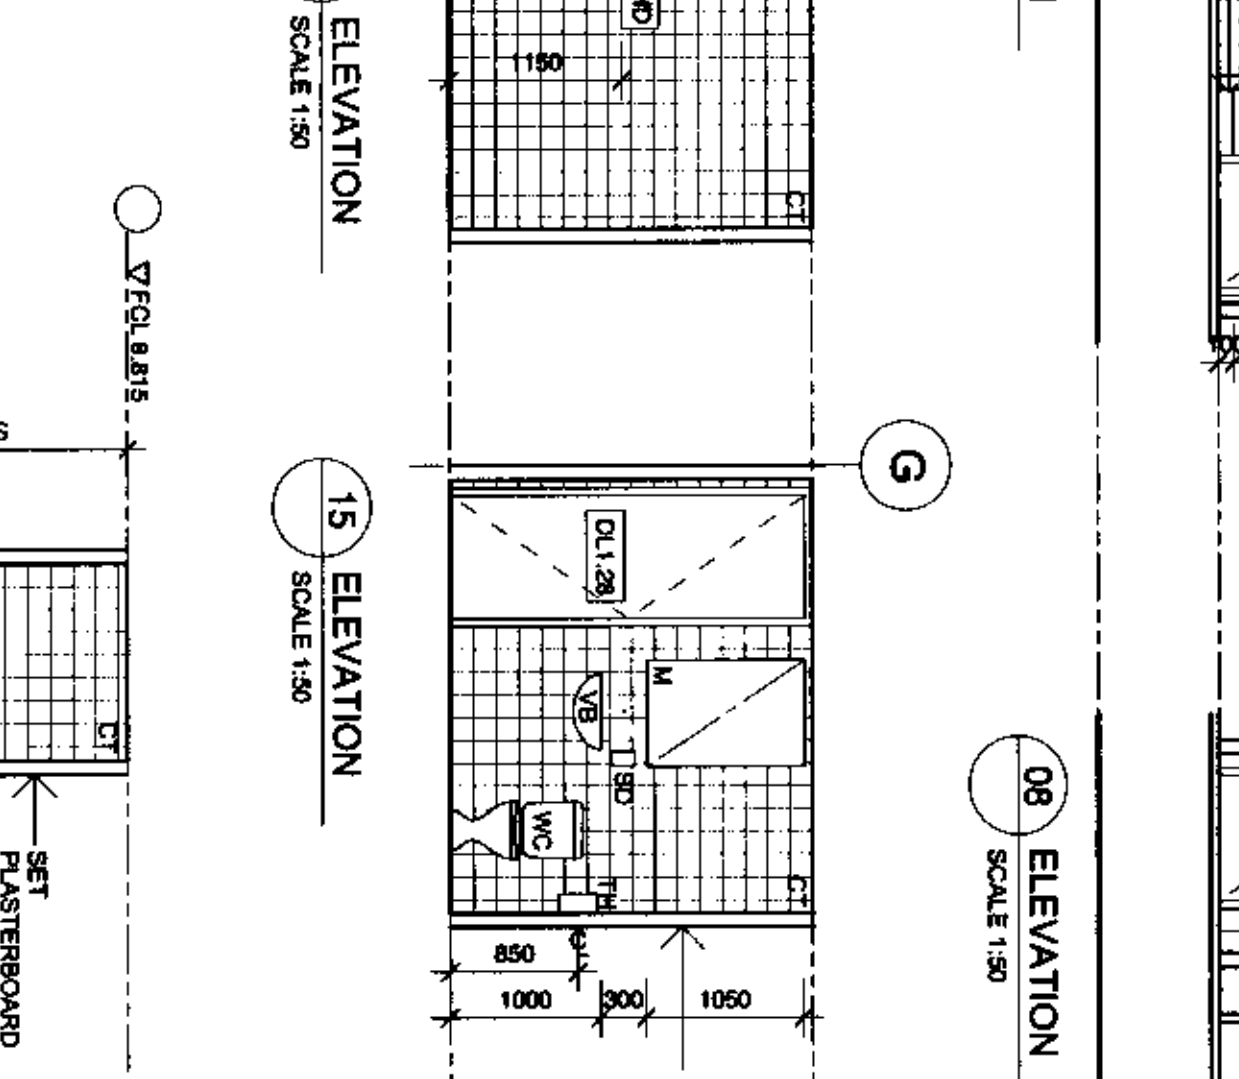 ELEVATION
SCALE 1:50
1150
CT
FCL 8.815
G
15 ELEVATION
SCALE 1:50
DL1.28
M
VB
SD
WC
TH
CT
850
1000
300
1050
CT
SET
PLASTERBOARD
08 ELEVATION
SCALE 1:50